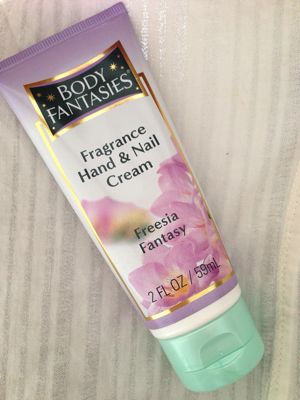 BODY
FANTASIES
Fragrance
Hand & Nail
Cream
Freesia
Fantasy
2 FL OZ / 59mL